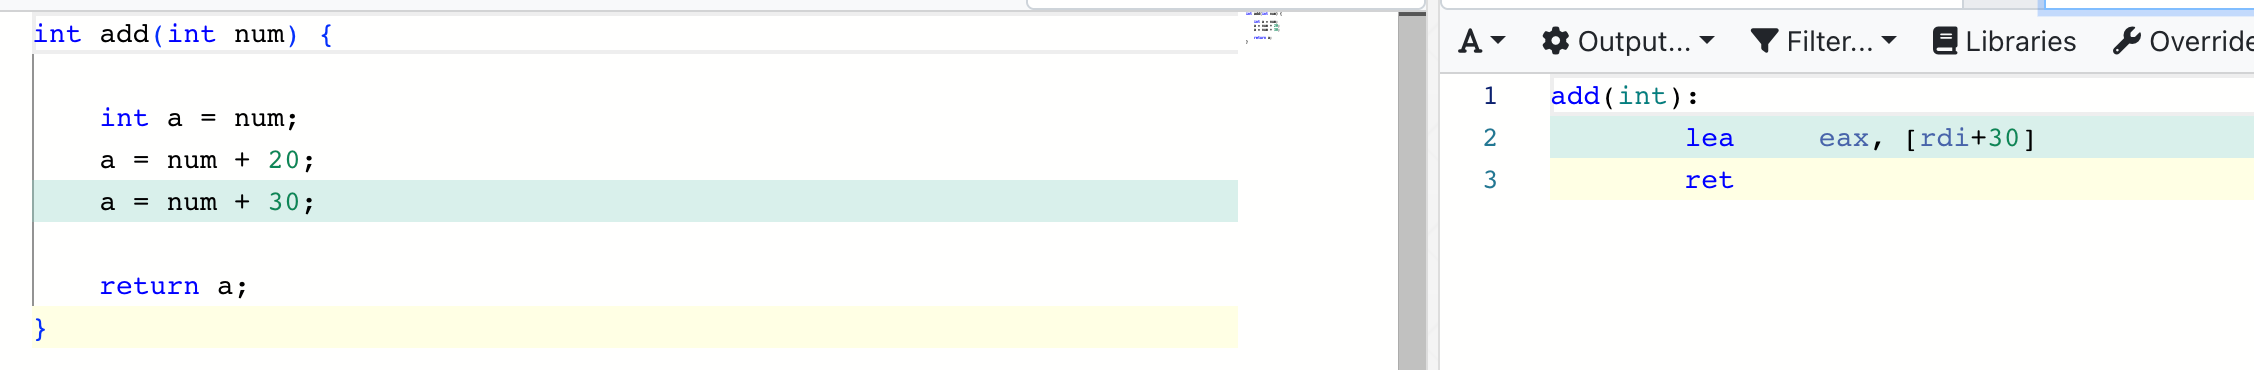 int add(int num) {
    int a = num;
    a = num + 20;
    a = num + 30;
    return a;
}
A Output... Filter... Libraries Override
1 add(int):
2 lea eax, [rdi+30]
3 ret